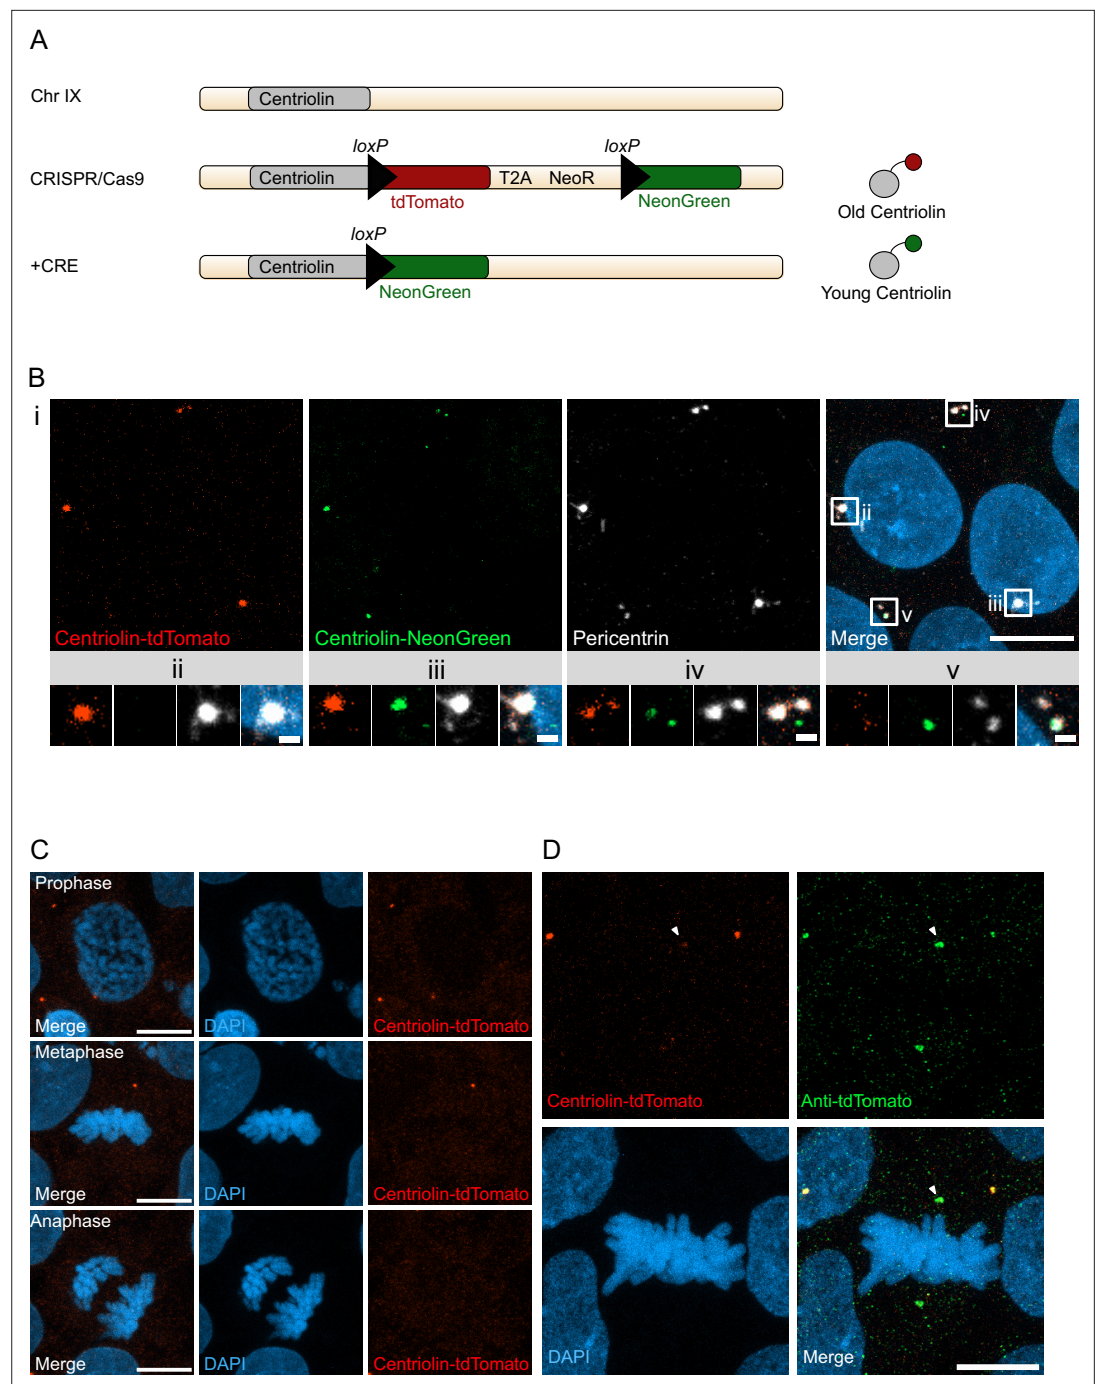 A
Chr IX
Centriolin
loxP
loxP
CRISPR/Cas9
Centriolin
T2A
NeoR
tdTomato
NeonGreen
Old Centriolin
loxP
+CRE
Centriolin
NeonGreen
Young Centriolin
B
i
iv
ii
iii
v
Centriolin-tdTomato
Centriolin-NeonGreen
Pericentrin
Merge
ii
iii
iv
v
C
Prophase
Merge
DAPI
Centriolin-tdTomato
Metaphase
Merge
DAPI
Centriolin-tdTomato
Anaphase
Merge
DAPI
Centriolin-tdTomato
D
Centriolin-tdTomato
Anti-tdTomato
DAPI
Merge